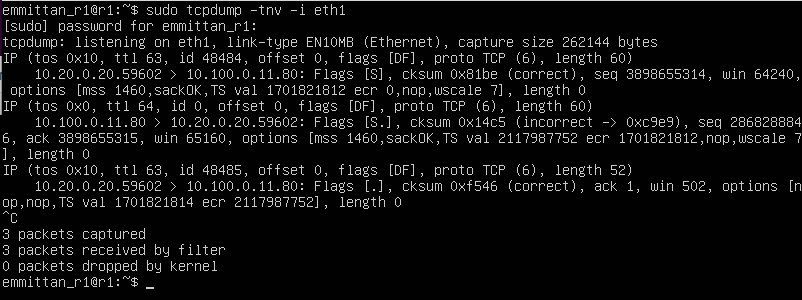 emmittan_r1@r1:~$ sudo tcpdump -tnv -i eth1
[sudo] password for emmittan_r1:
tcpdump: listening on eth1, link-type EN10MB (Ethernet), capture size 262144 bytes
IP (tos 0x10, ttl 63, id 48484, offset 0, flags [DF], proto TCP (6), length 60)
    10.20.0.20.59602 > 10.100.0.11.80: Flags [S], cksum 0x81be (correct), seq 3898655314, win 64240,
 options [mss 1460,sackOK,TS val 1701821812 ecr 0,nop,wscale 7], length 0
IP (tos 0x0, ttl 64, id 0, offset 0, flags [DF], proto TCP (6), length 60)
    10.100.0.11.80 > 10.20.0.20.59602: Flags [S.], cksum 0x14c5 (incorrect -> 0xc9e9), seq 286828884
6, ack 3898655315, win 65160, options [mss 1460,sackOK,TS val 2117987752 ecr 1701821812,nop,wscale 7
], length 0
IP (tos 0x10, ttl 63, id 48485, offset 0, flags [DF], proto TCP (6), length 52)
    10.20.0.20.59602 > 10.100.0.11.80: Flags [.], cksum 0xf546 (correct), ack 1, win 502, options [n
op,nop,TS val 1701821814 ecr 2117987752], length 0
^C
3 packets captured
3 packets received by filter
0 packets dropped by kernel
emmittan_r1@r1:~$ _